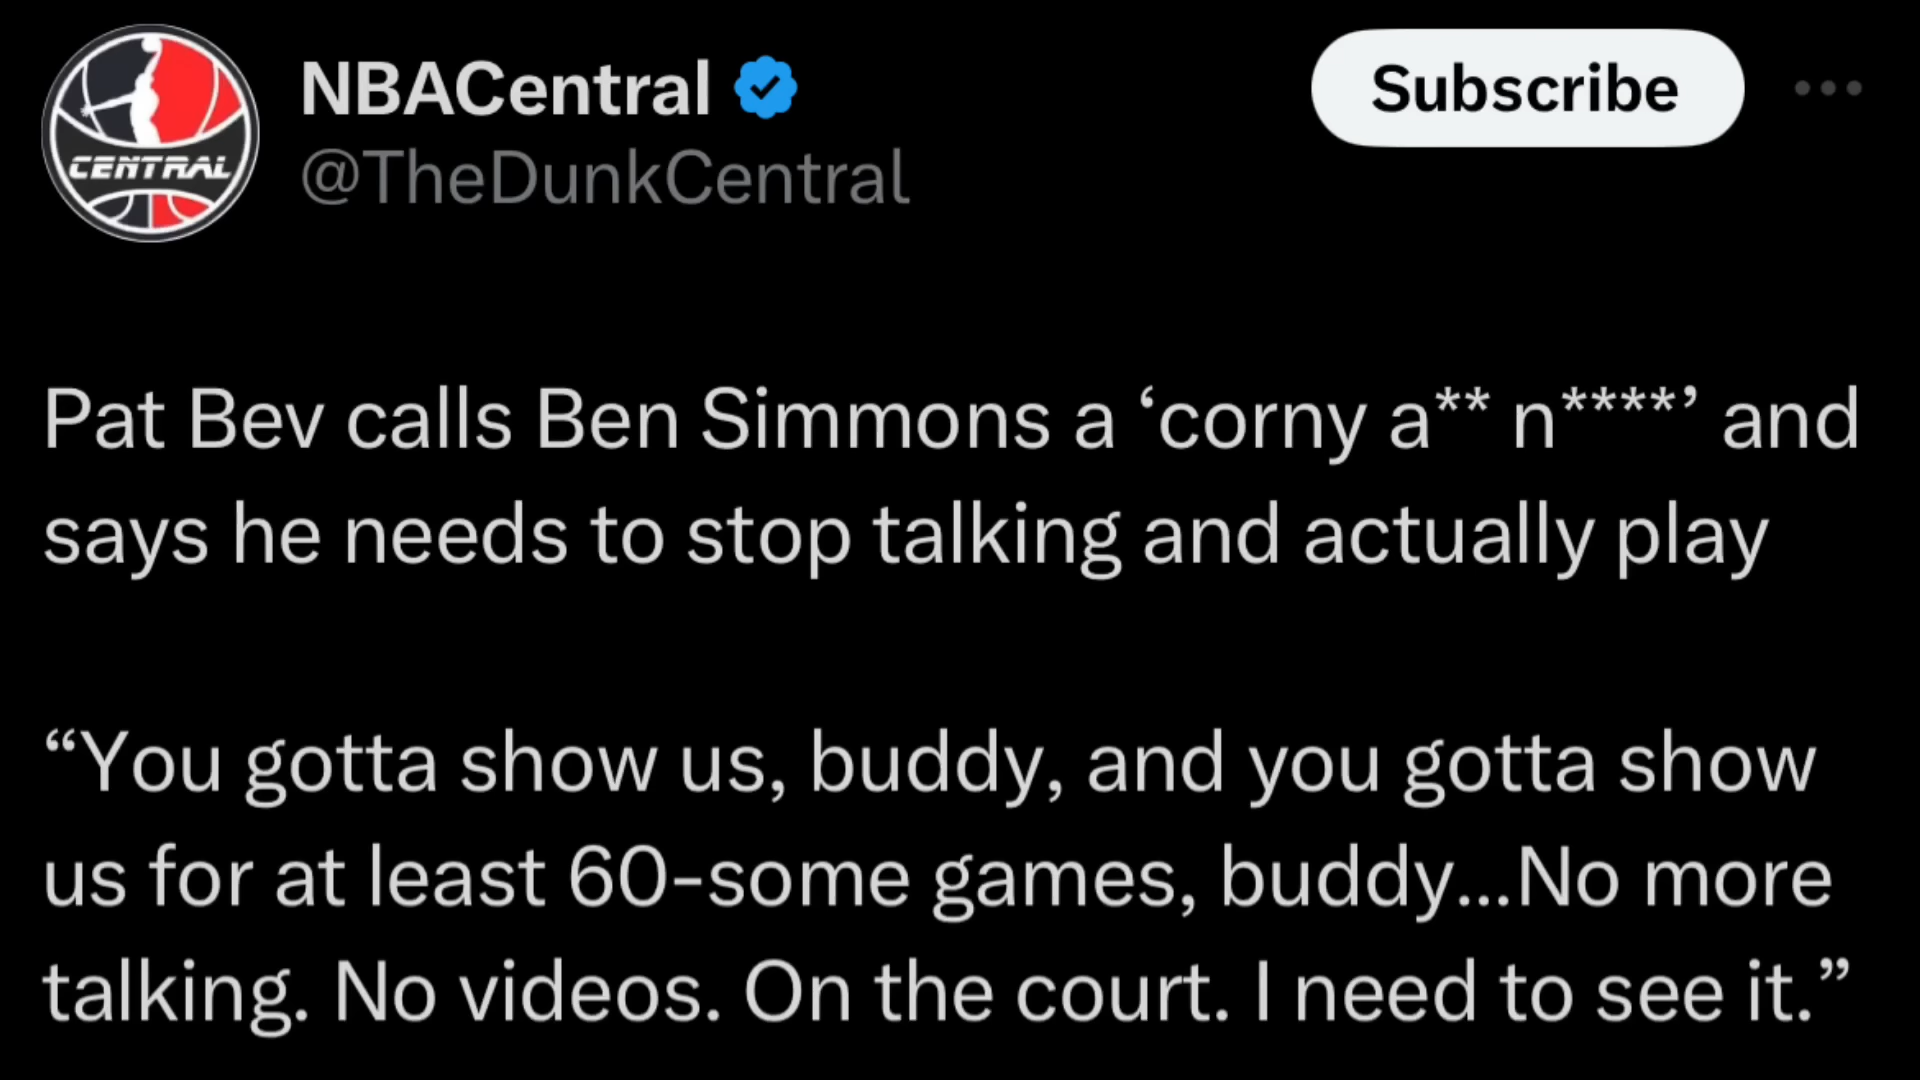 NBACentral
Subscribe
@TheDunkCentral
CENTRAL
Pat Bev calls Ben Simmons a ‘corny a** n****’ and
says he needs to stop talking and actually play
“You gotta show us, buddy, and you gotta show
us for at least 60-some games, buddy...No more
talking. No videos. On the court. I need to see it.”